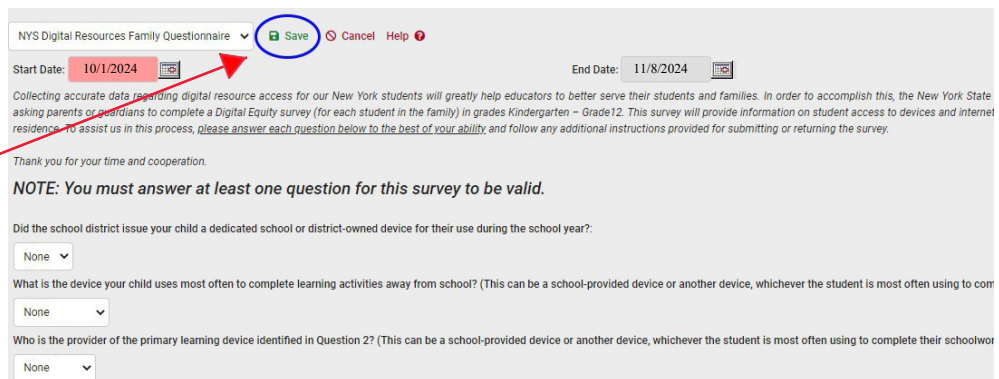 NYS Digital Resources Family Questionnaire Save Cancel Help
Start Date: 10/1/2024 End Date: 11/8/2024
Collecting accurate data regarding digital resource access for our New York students will greatly help educators to better serve their students and families. In order to accomplish this, the New York State
asking parents or guardians to complete a Digital Equity survey (for each student in the family) in grades Kindergarten – Grade12. This survey will provide information on student access to devices and internet
residence. To assist us in this process, please answer each question below to the best of your ability and follow any additional instructions provided for submitting or returning the survey.
Thank you for your time and cooperation.
NOTE: You must answer at least one question for this survey to be valid.
Did the school district issue your child a dedicated school or district-owned device for their use during the school year?:
None
What is the device your child uses most often to complete learning activities away from school? (This can be a school-provided device or another device, whichever the student is most often using to com
None
Who is the provider of the primary learning device identified in Question 2? (This can be a school-provided device or another device, whichever the student is most often using to complete their schoolwor
None